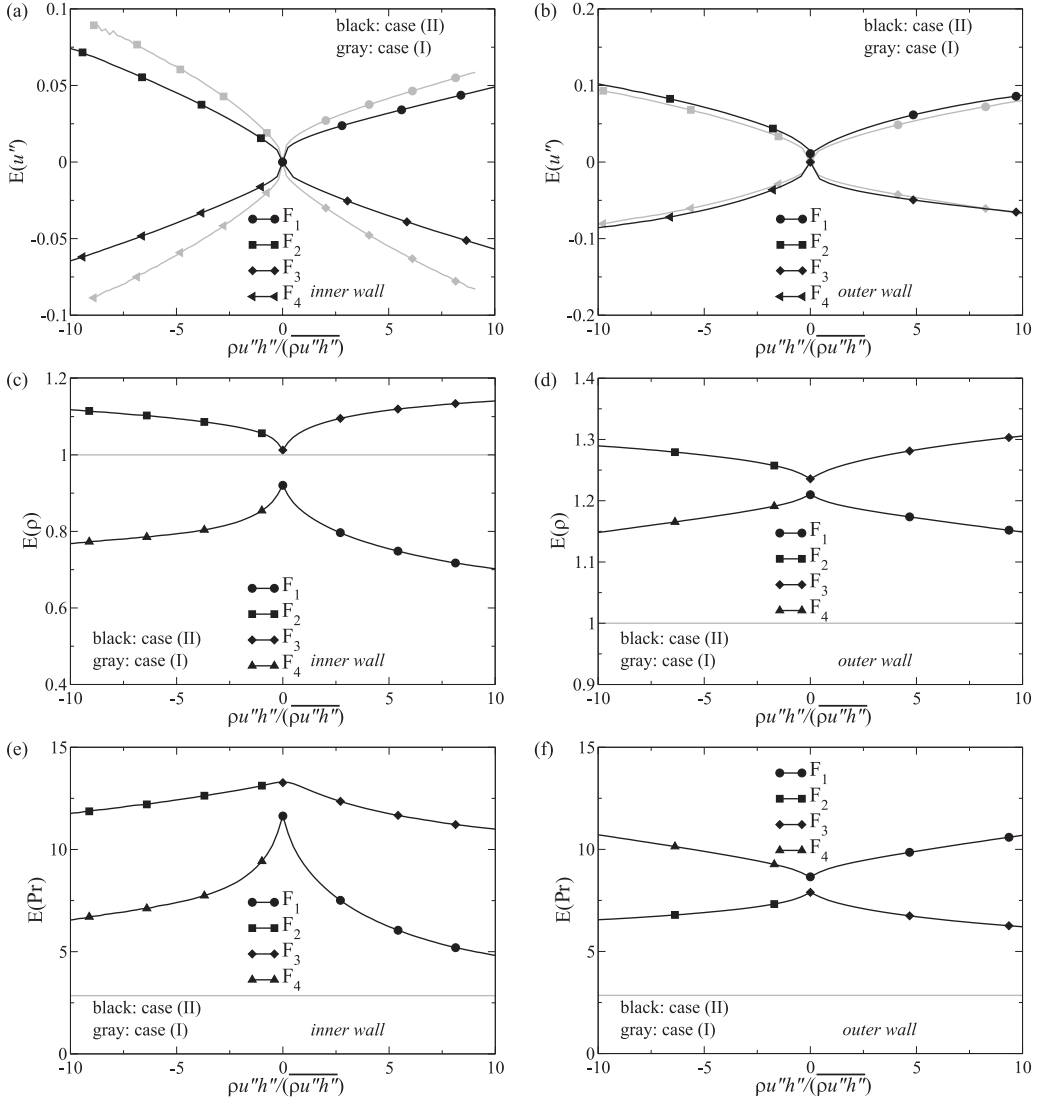 (a)
0.1
0.05
0
-0.05
-0.1
E(u″)
black: case (II)
gray: case (I)
F1
F2
F3
F4
inner wall
-10
-5
0
5
10
ρu″h″/(ρu″h″)
(b)
0.2
0.1
0
-0.1
-0.2
E(u″)
black: case (II)
gray: case (I)
F1
F2
F3
F4
outer wall
-10
-5
0
5
10
ρu″h″/(ρu″h″)
(c)
1.2
1
0.8
0.6
0.4
E(ρ)
F1
F2
F3
F4
black: case (II)
gray: case (I)
inner wall
-10
-5
0
5
10
ρu″h″/(ρu″h″)
(d)
1.4
1.3
1.2
1.1
1
0.9
E(ρ)
F1
F2
F3
F4
black: case (II)
gray: case (I)
outer wall
-10
-5
0
5
10
ρu″h″/(ρu″h″)
(e)
15
10
5
0
E(Pr)
F1
F2
F3
F4
black: case (II)
gray: case (I)
inner wall
-10
-5
0
5
10
ρu″h″/(ρu″h″)
(f)
15
10
5
0
E(Pr)
F1
F2
F3
F4
black: case (II)
gray: case (I)
outer wall
-10
-5
0
5
10
ρu″h″/(ρu″h″)